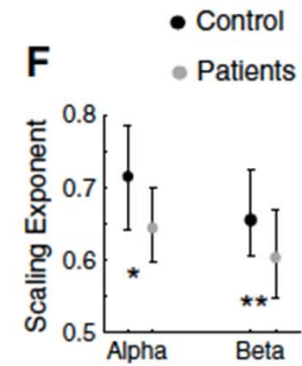 Control
F
Patients
Scaling Exponent
0.8
0.7
0.6
0.5
*
**
Alpha
Beta